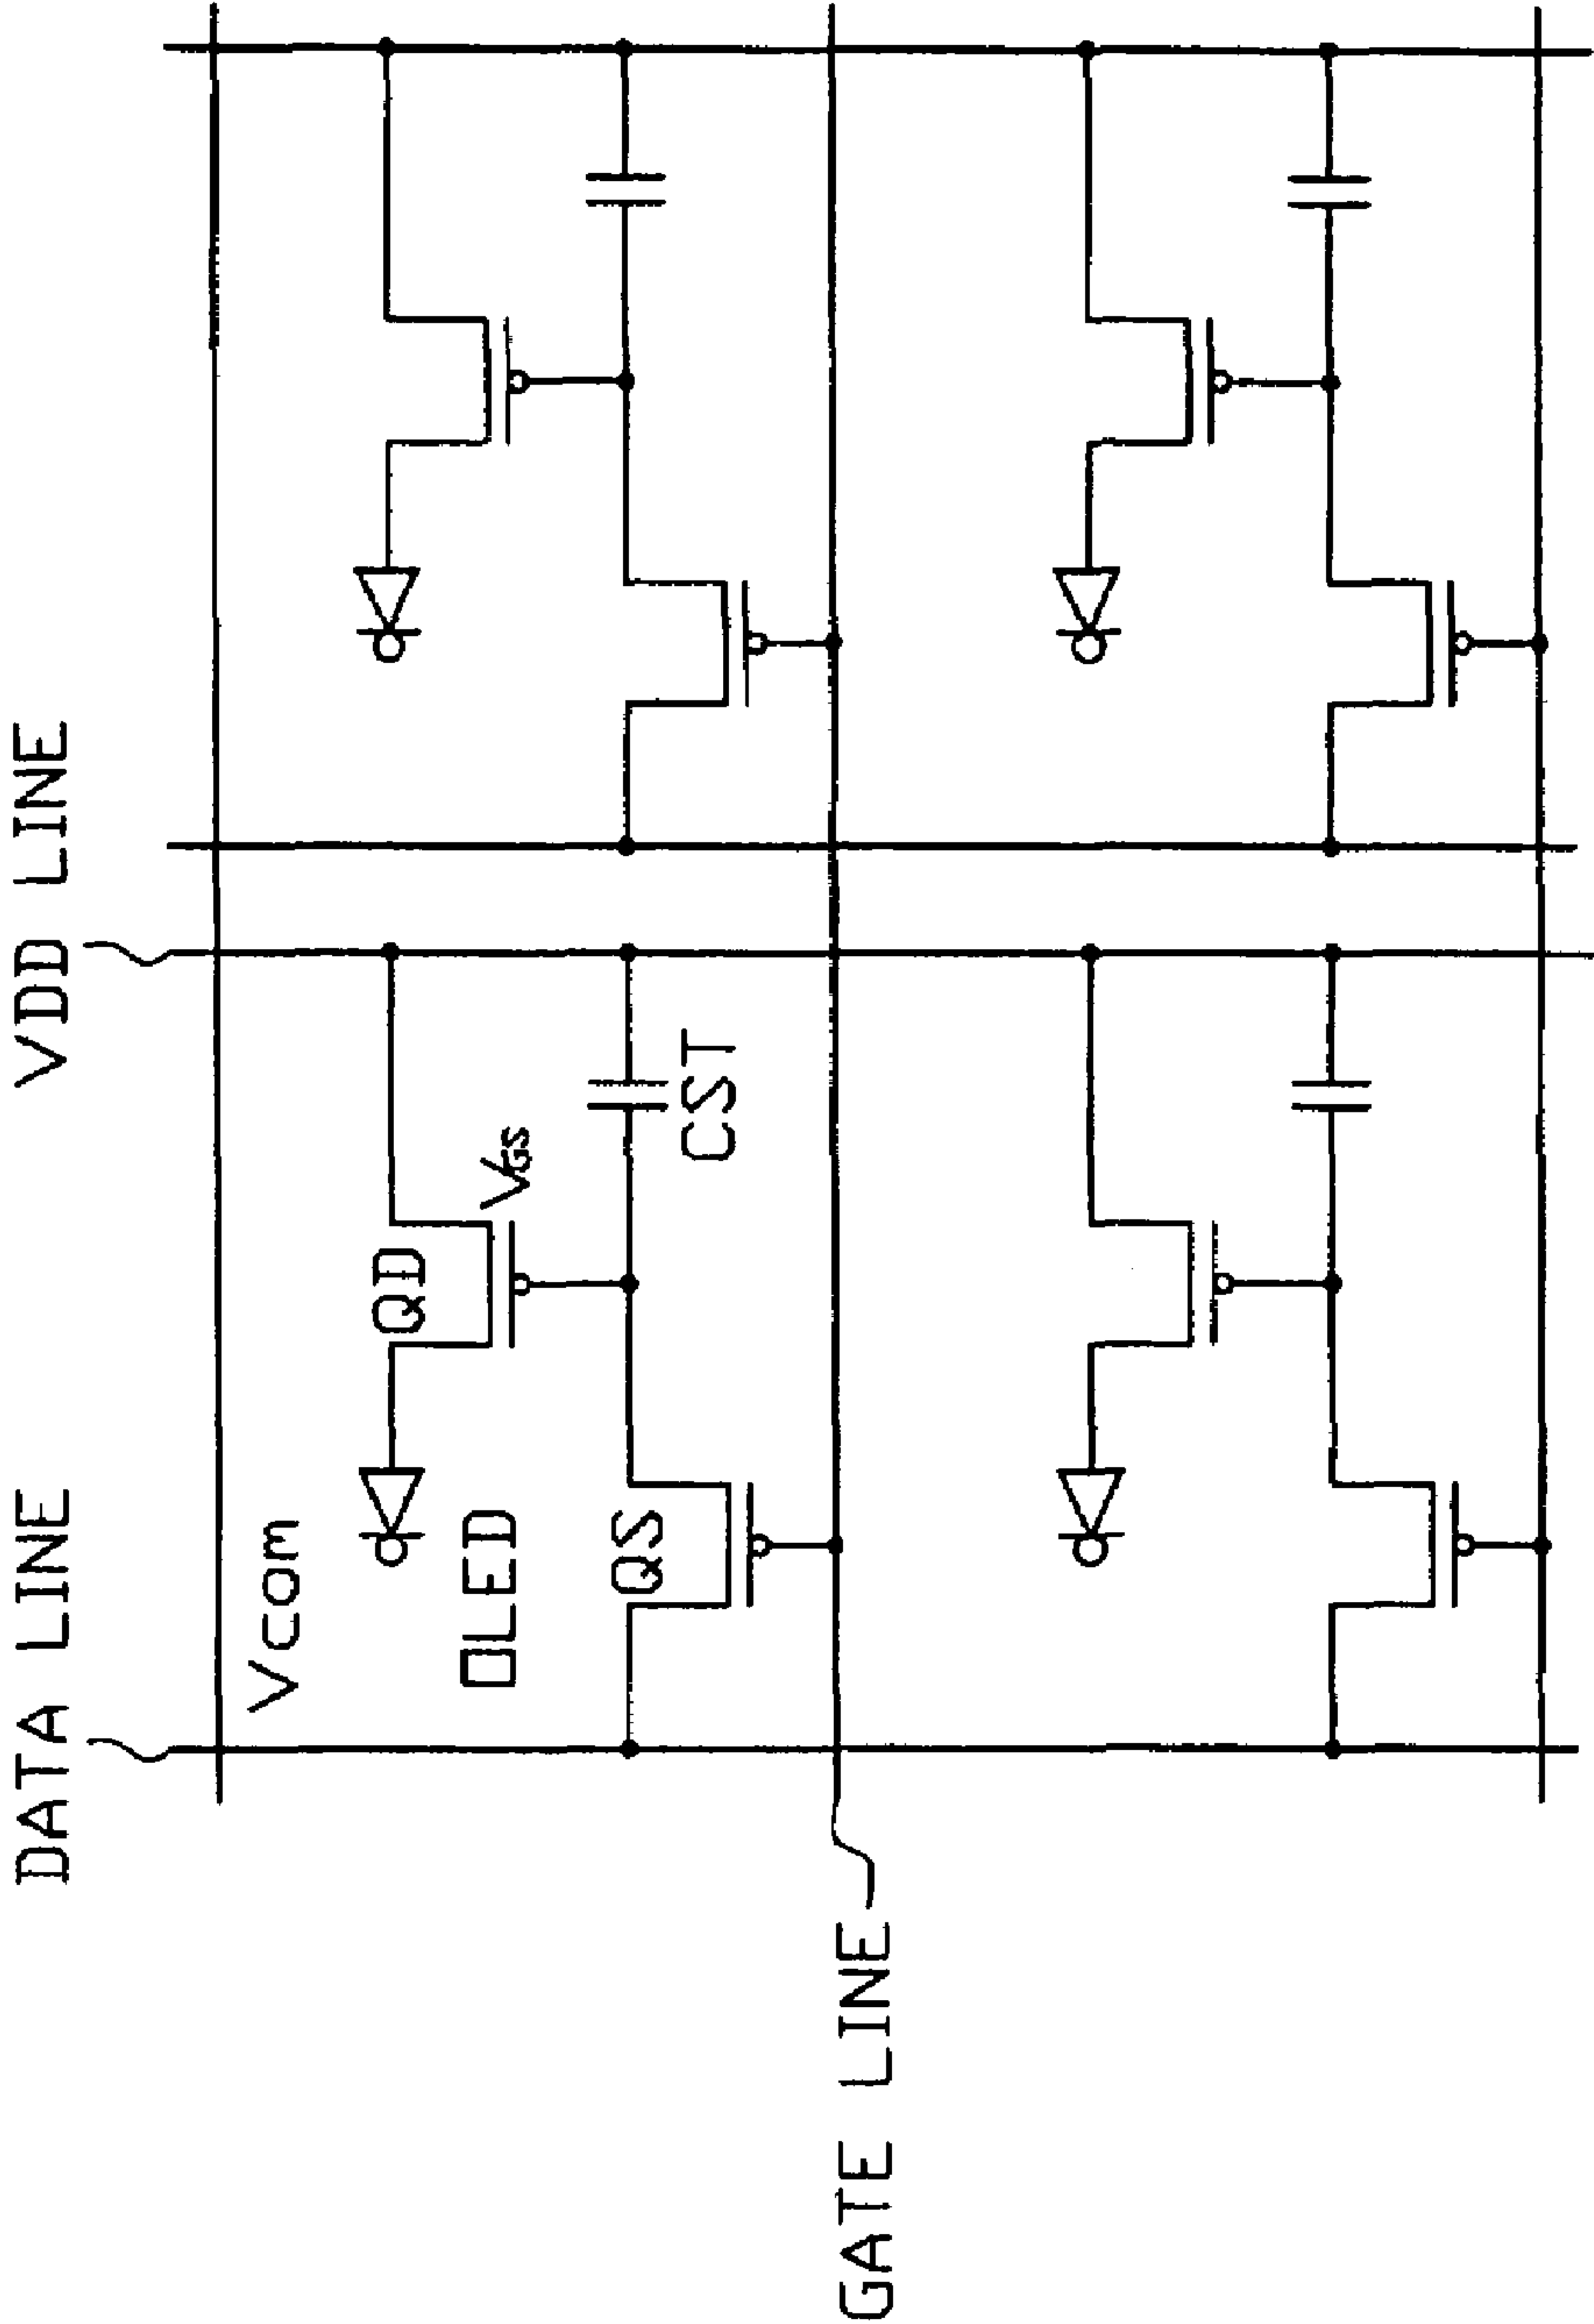 DATA LINE
VDD LINE
Vcom
OLED
QD
VGS
QS
CST
GATE LINE